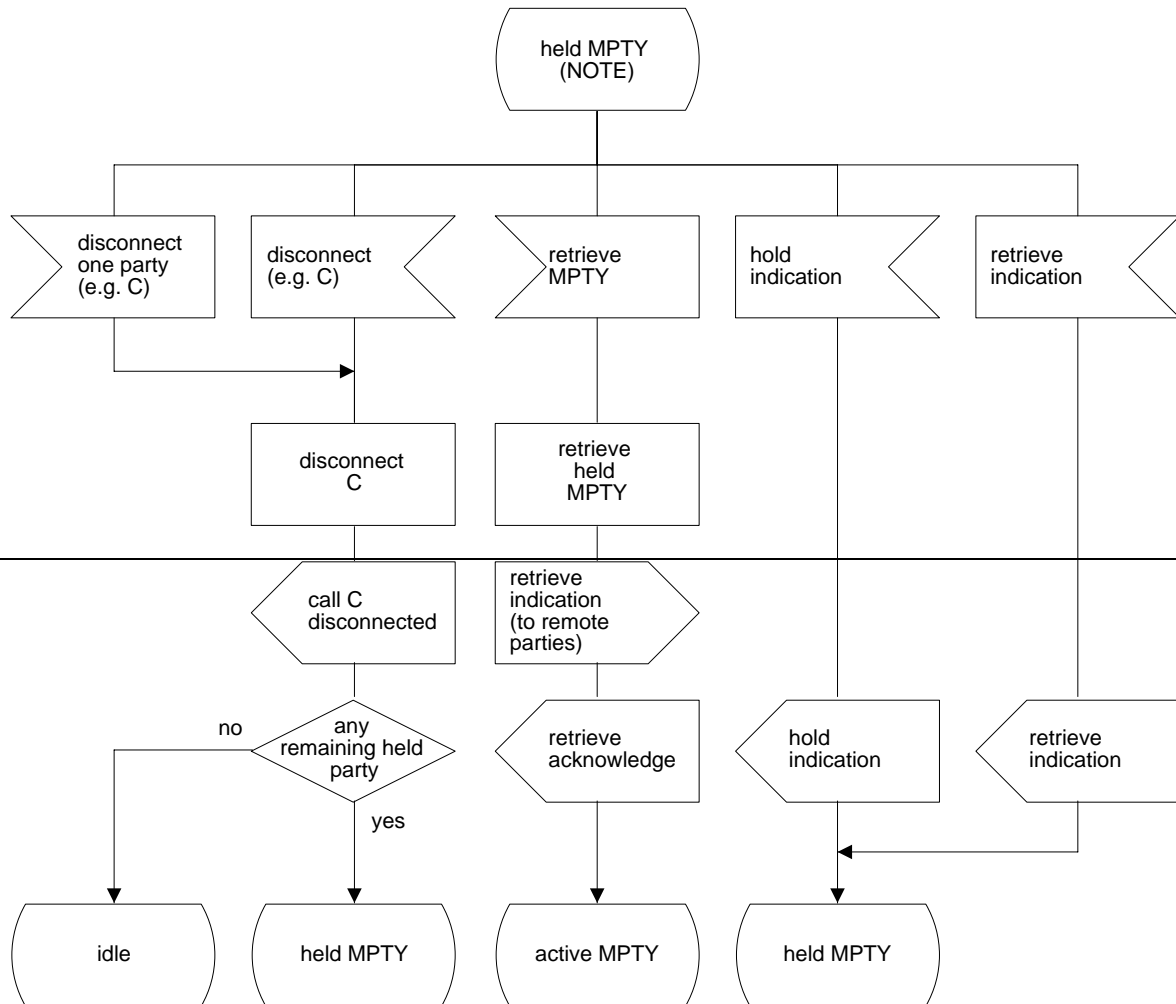 held MPTY
(NOTE)
disconnect
one party
(e.g. C)
disconnect
(e.g. C)
retrieve
MPTY
hold
indication
retrieve
indication
disconnect
C
retrieve
held
MPTY
call C
disconnected
retrieve
indication
(to remote
parties)
no
any
remaining held
party
yes
retrieve
acknowledge
hold
indication
retrieve
indication
idle
held MPTY
active MPTY
held MPTY